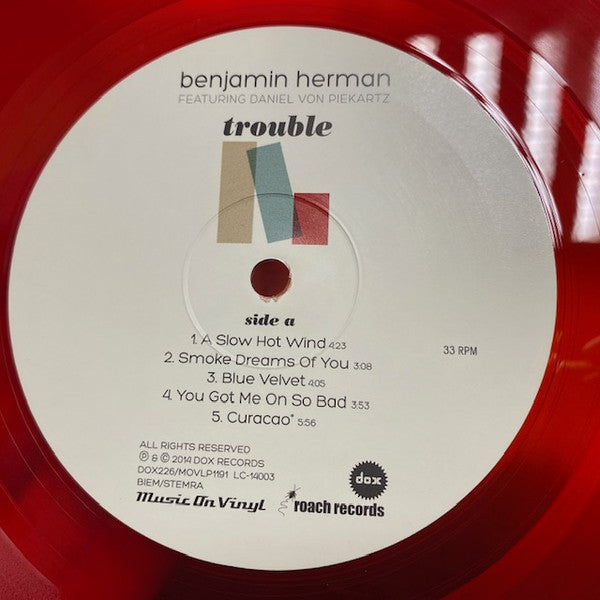 benjamin herman
FEATURING DANIEL VON PIEKARTZ
trouble
side a
1. A Slow Hot Wind 4:23
2. Smoke Dreams Of You 3:08
3. Blue Velvet 4:05
4. You Got Me On So Bad 3:53
5. Curacao* 5:56
33 RPM
ALL RIGHTS RESERVED
℗ & © 2014 DOX RECORDS
DOX226/MOVLP1191 LC-14003
BIEM/STEMRA
Music On Vinyl
roach records
dox